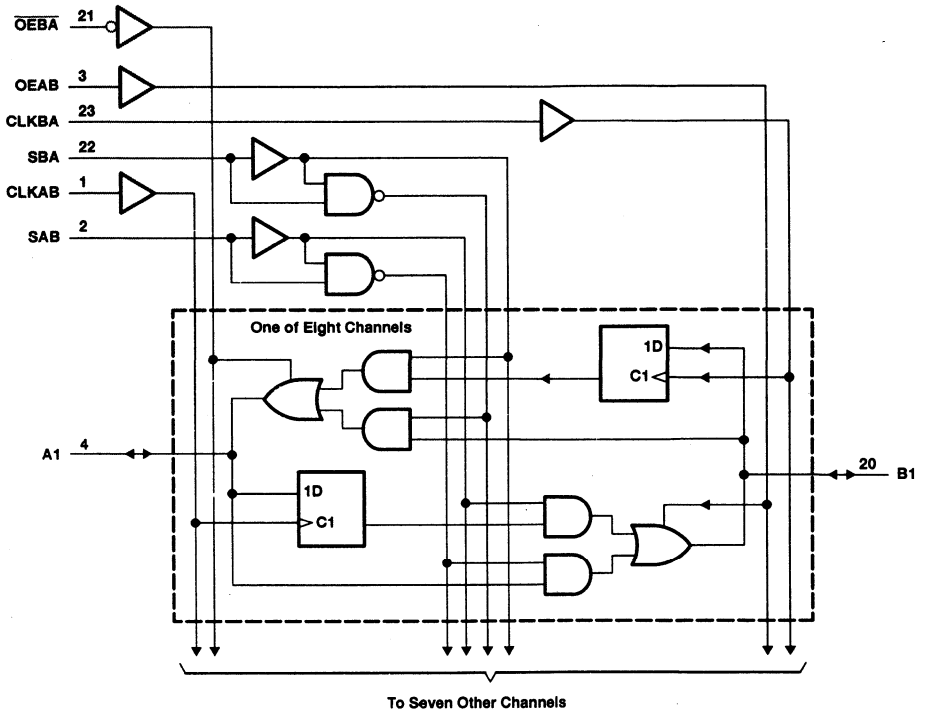 OEBA 21
OEAB 3
CLKBA 23
SBA 22
CLKAB 1
SAB 2
One of Eight Channels
1D
C1
A1 4
20 B1
1D
C1
To Seven Other Channels